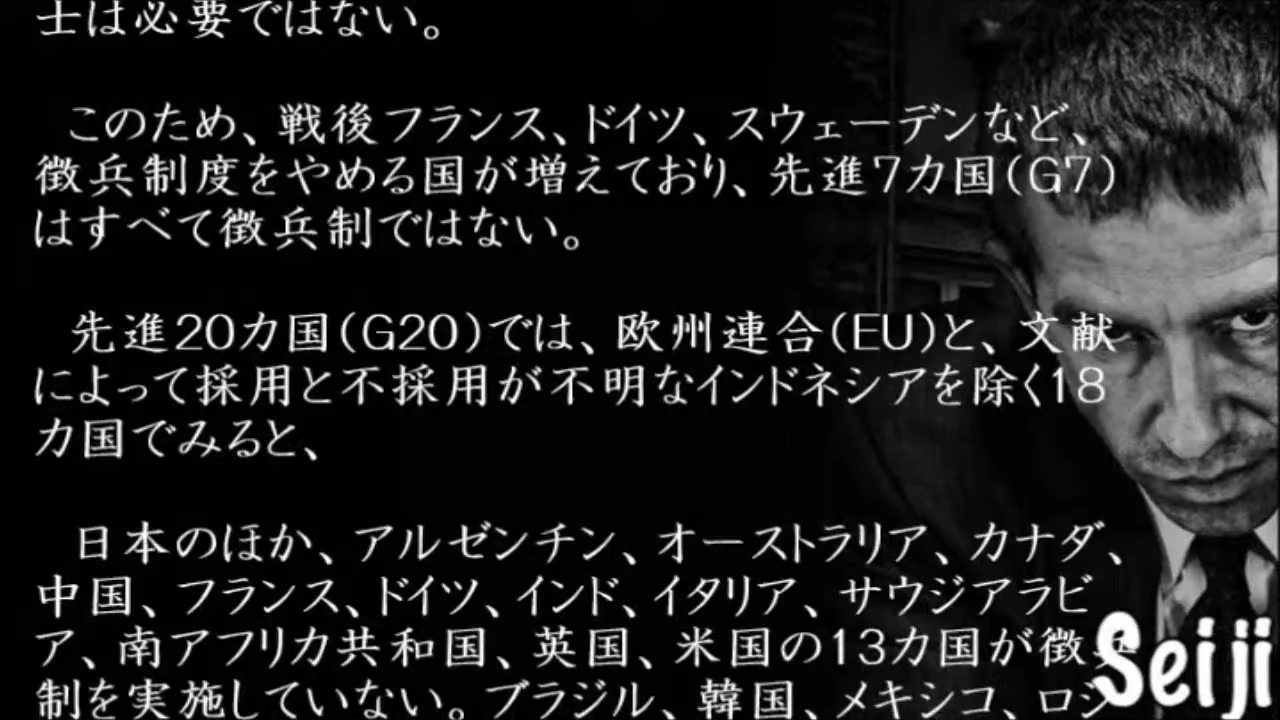 士は必要ではない。
このため、戦後フランス、ドイツ、スウェーデンなど、
徴兵制度をやめる国が増えており、先進7カ国(G7)
はすべて徴兵制ではない。
先進20カ国(G20)では、欧州連合(EU)と、文献
によって採用と不採用が不明なインドネシアを除く18
カ国でみると、
日本のほか、アルゼンチン、オーストラリア、カナダ、
中国、フランス、ドイツ、インド、イタリア、サウジアラビ
ア、南アフリカ共和国、英国、米国の13カ国が徴兵
制を実施していない。ブラジル、韓国、メキシコ、ロシ
Seiji